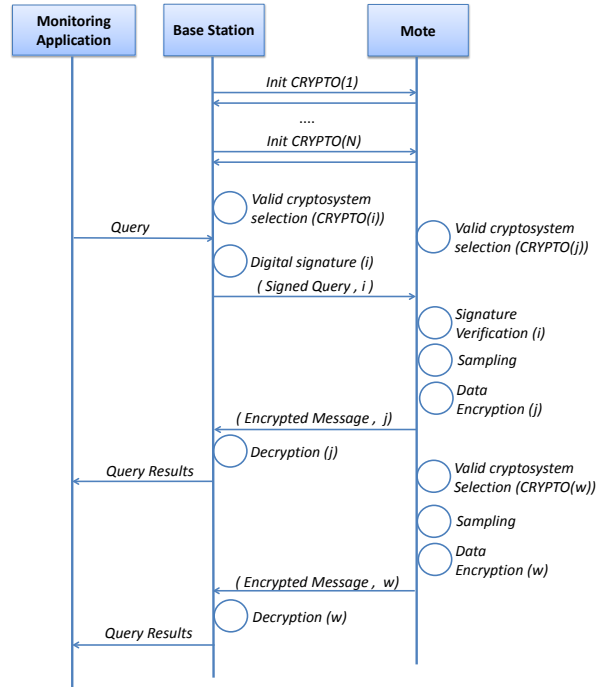 Monitoring
Application
Base Station
Mote
Init CRYPTO(1)
....
Init CRYPTO(N)
Valid cryptosystem
selection (CRYPTO(i))
Query
Valid cryptosystem
selection (CRYPTO(j))
Digital signature (i)
( Signed Query , i )
Signature
Verification (i)
Sampling
Data
Encryption (j)
( Encrypted Message , j)
Decryption (j)
Query Results
Valid cryptosystem
Selection (CRYPTO(w))
Sampling
Data
Encryption (w)
( Encrypted Message , w)
Decryption (w)
Query Results